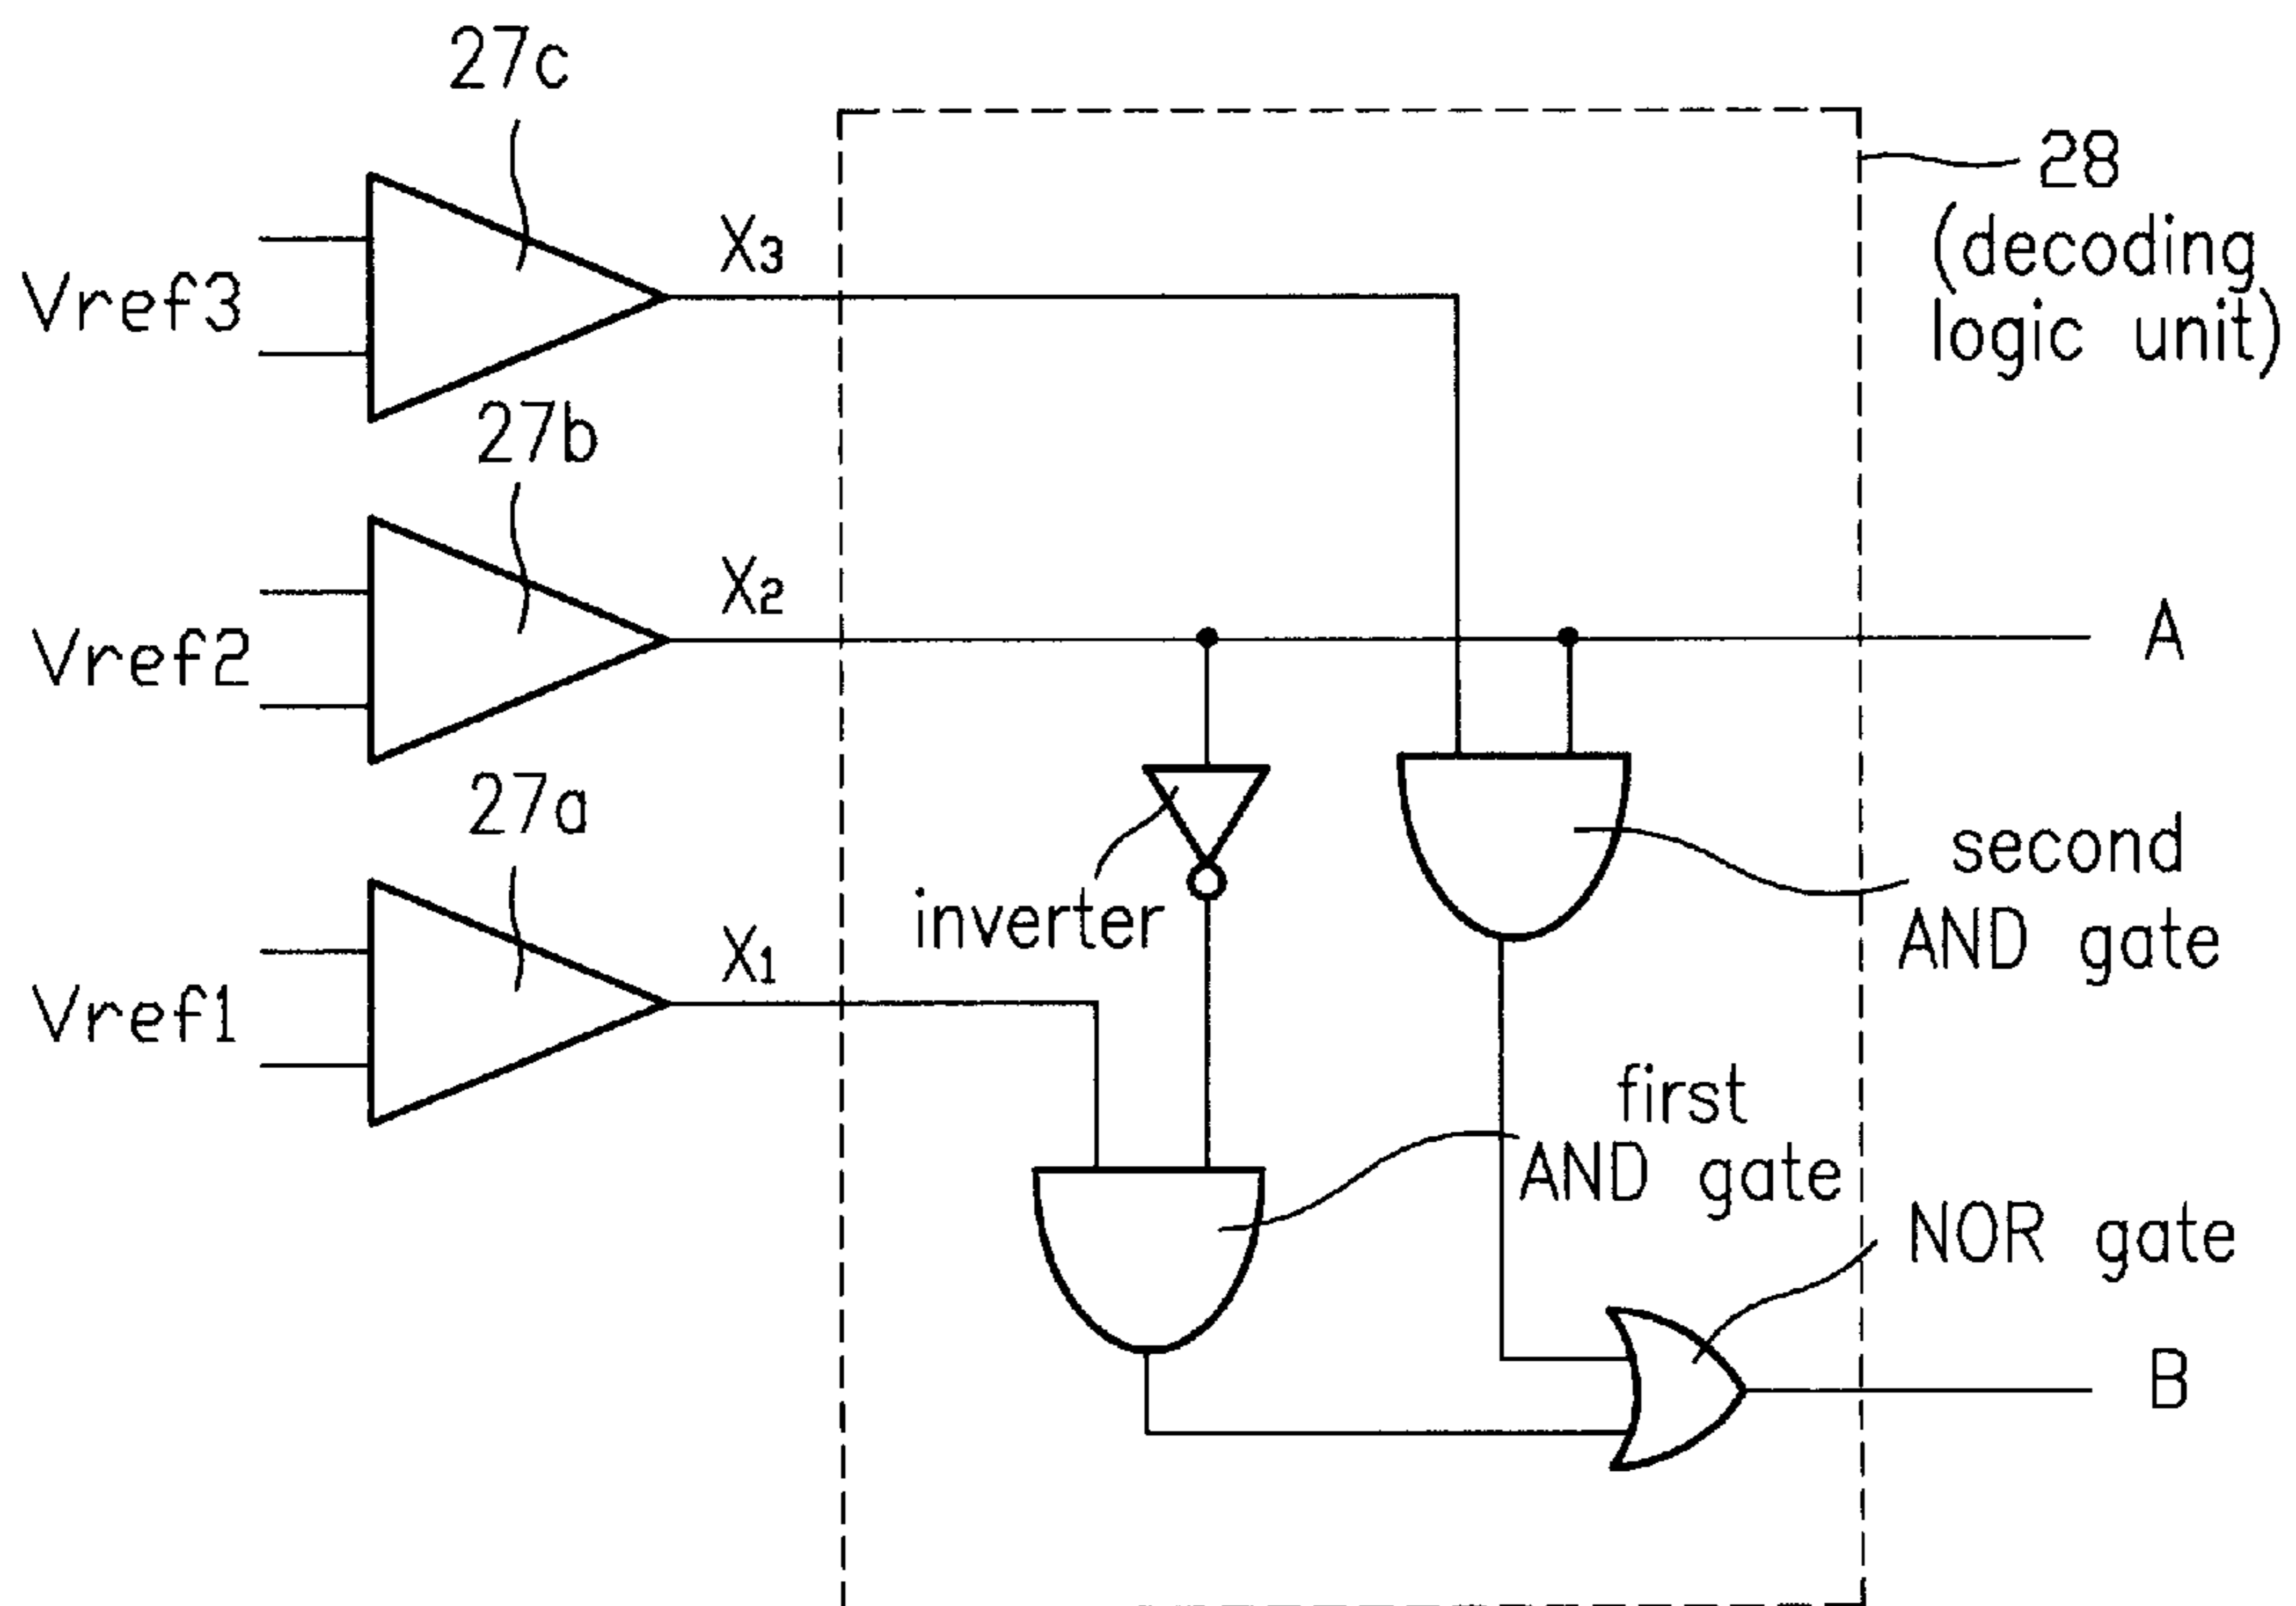 27c
28
(decoding
logic unit)
X3
Vref3
27b
X2
A
Vref2
27a
second
AND gate
inverter
X1
Vref1
first
AND gate
NOR gate
B